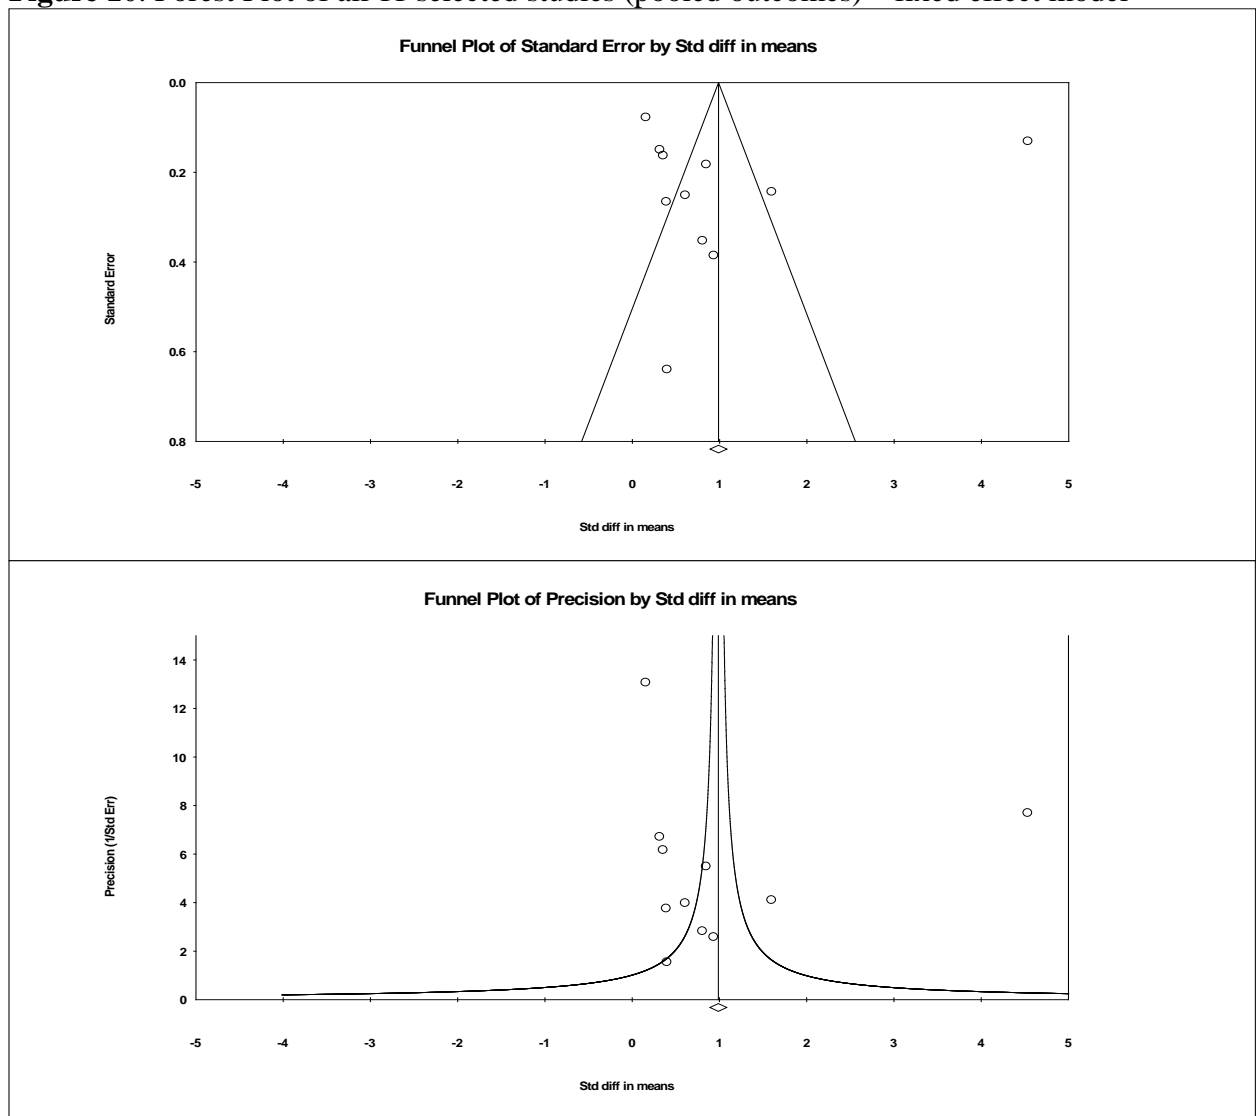 Figure Forest Plot of all 11 selected studies (pooled outcomes) – fixed effect model
Funnel Plot of Standard Error by Std diff in means
0.0
0.2
0.4
0.6
0.8
Standard Error
-5 -4 -3 -2 -1 0 1 2 3 4 5
Std diff in means
Funnel Plot of Precision by Std diff in means
14
12
10
8
6
4
2
0
Precision (1/Std Err)
-5 -4 -3 -2 -1 0 1 2 3 4 5
Std diff in means